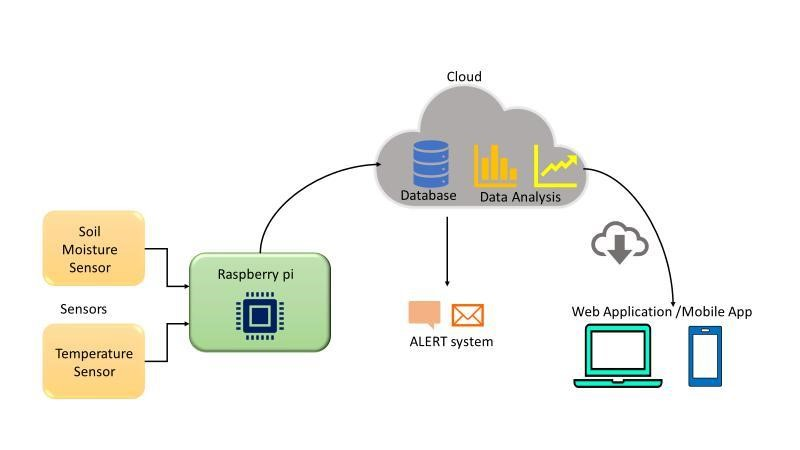 Cloud
Database
Data Analysis
Soil
Moisture
Sensor
Raspberry pi
Sensors
Temperature
Sensor
ALERT system
Web Application /Mobile App